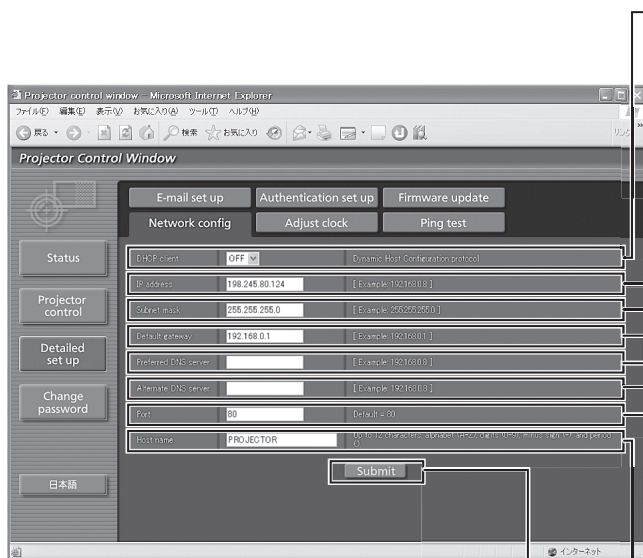 Projector control window - Microsoft Internet Explorer
ファイル(F) 編集(E) 表示(V) お気に入り(A) ツール(T) ヘルプ(H)
戻る 検索 お気に入り リンク »
Projector Control Window
E-mail set up Authentication set up Firmware update
Network config Adjust clock Ping test
Status
Projector control
Detailed set up
Change password
日本語
DHCP client OFF Dynamic Host Configuration protocol
IP address 198.245.80.124 [ Example: 192.168.0.8 ]
Subnet mask 255.255.255.0 [ Example: 255.255.255.0 ]
Default gateway 192.168.0.1 [ Example: 192.168.0.1 ]
Preferred DNS server [ Example: 192.168.0.8 ]
Alternate DNS server [ Example: 192.168.0.8 ]
Port 80 Default = 80
Host name PROJECTOR Up to 12 characters: alphabet (A-Z), digits (0-9), minus sign (-), and period (.)
Submit
インターネット